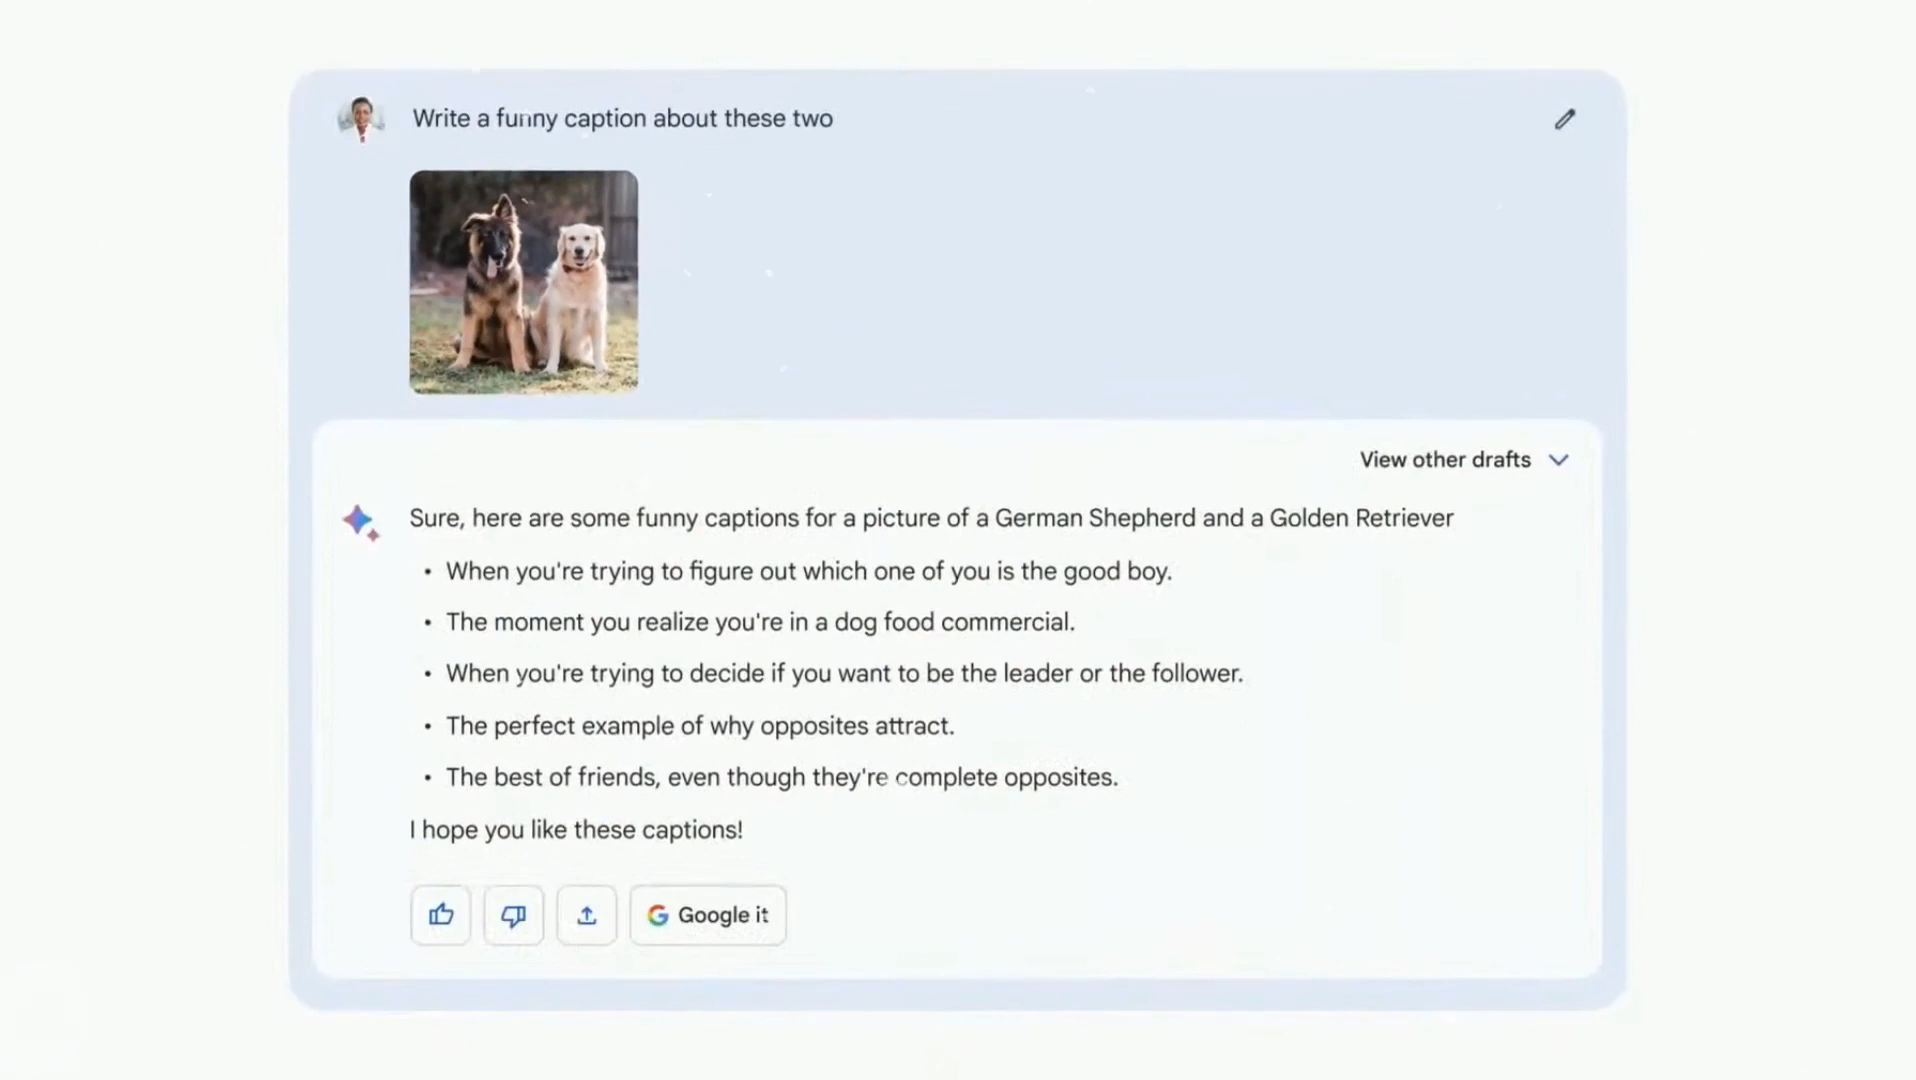 Write a funny caption about these two
View other drafts
Sure, here are some funny captions for a picture of a German Shepherd and a Golden Retriever
• When you're trying to figure out which one of you is the good boy.
• The moment you realize you're in a dog food commercial.
• When you're trying to decide if you want to be the leader or the follower.
• The perfect example of why opposites attract.
• The best of friends, even though they're complete opposites.
I hope you like these captions!
Google it